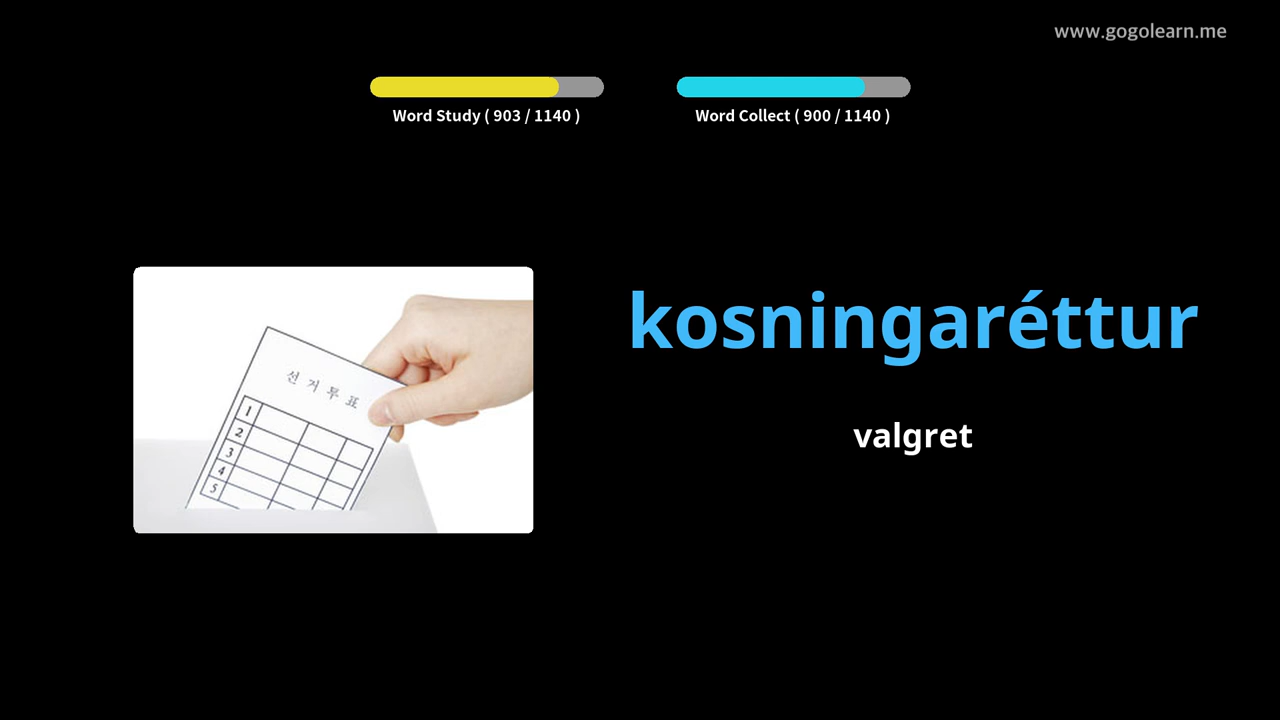 www.gogolearn.me
Word Study ( 903 / 1140 )
Word Collect ( 900 / 1140 )
kosningaréttur
valgret
선거투표
1
2
3
4
5